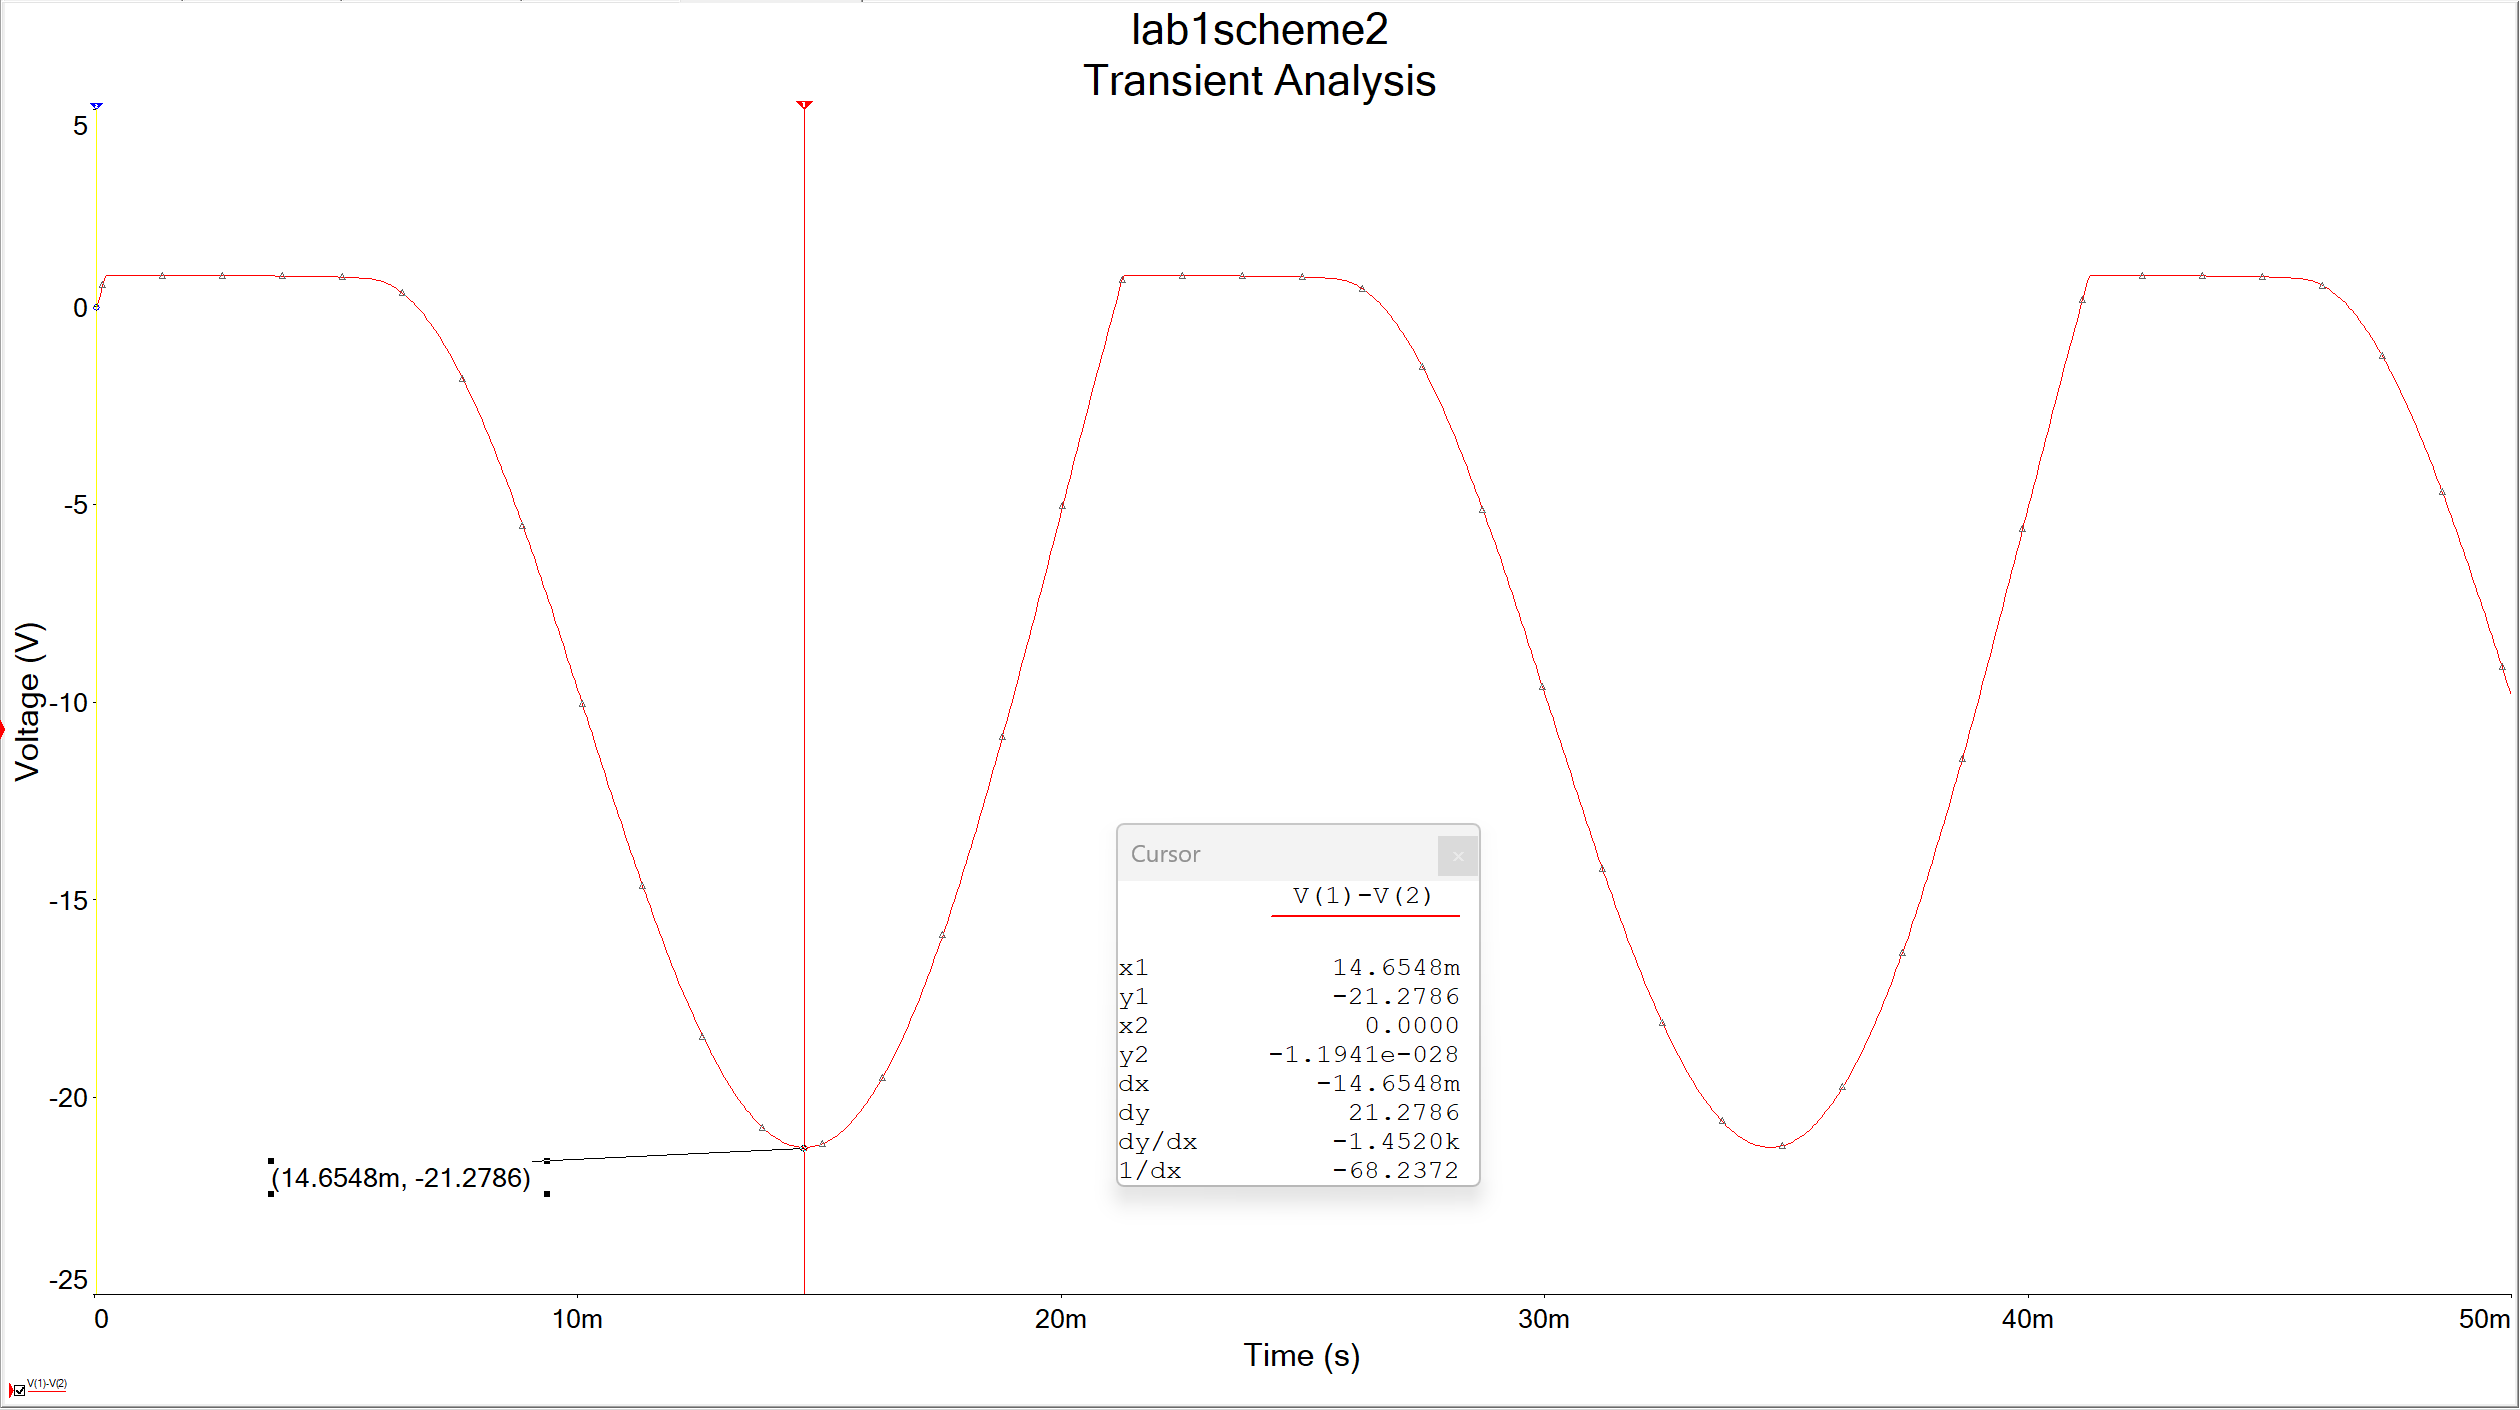 lab1scheme2
Transient Analysis
5
0
-5
-10
-15
-20
-25
Voltage (V)
(14.6548m, -21.2786)
Cursor
V(1)-V(2)
x1 14.6548m
y1 -21.2786
x2 0.0000
y2 -1.1941e-028
dx -14.6548m
dy 21.2786
dy/dx -1.4520k
1/dx -68.2372
0 10m 20m 30m 40m 50m
Time (s)
V(1)-V(2)